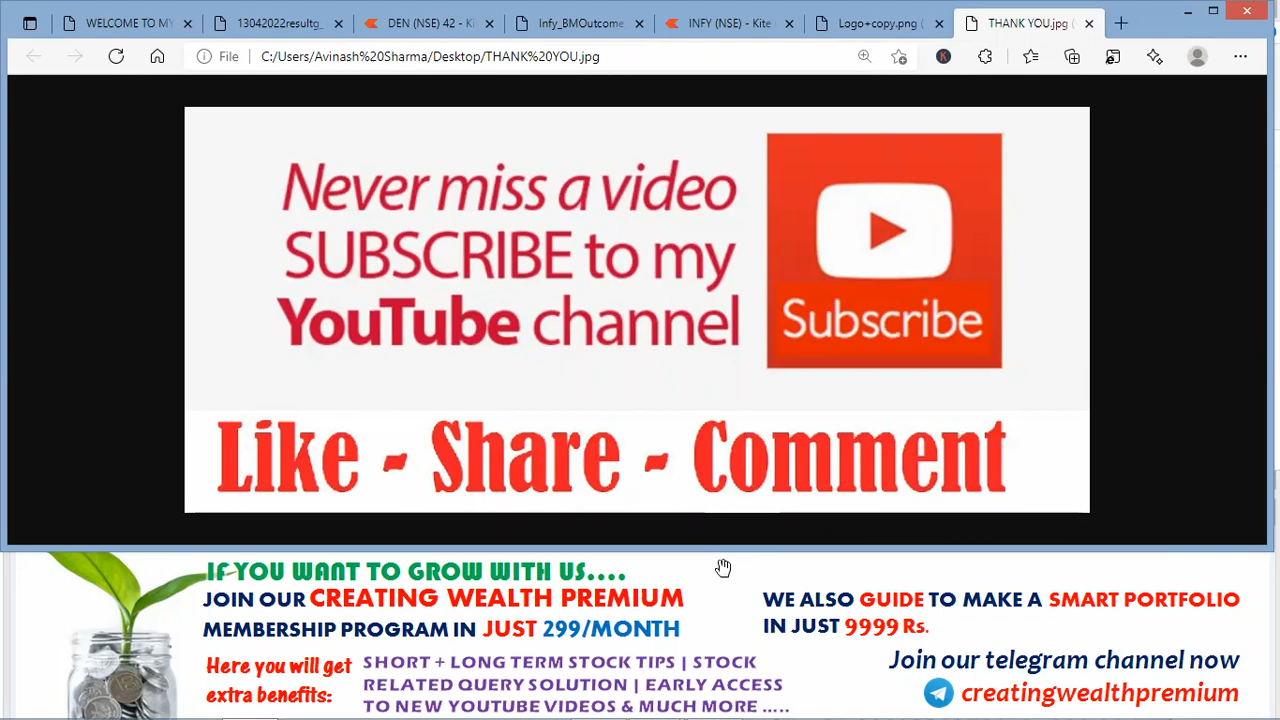 WELCOME TO MY
13042022resultg_
DEN (NSE) 42 - Ki
Infy_BMOutcome
INFY (NSE) - Kite
Logo+copy.png (
THANK YOU.jpg (
File
C:/Users/Avinash%20Sharma/Desktop/THANK%20YOU.jpg
K
Never miss a video
SUBSCRIBE to my
YouTube channel
Subscribe
Like - Share - Comment
IF YOU WANT TO GROW WITH US....
JOIN OUR CREATING WEALTH PREMIUM
MEMBERSHIP PROGRAM IN JUST 299/MONTH
Here you will get
extra benefits:
SHORT + LONG TERM STOCK TIPS | STOCK
RELATED QUERY SOLUTION | EARLY ACCESS
TO NEW YOUTUBE VIDEOS & MUCH MORE .....
WE ALSO GUIDE TO MAKE A SMART PORTFOLIO
IN JUST 9999 Rs.
Join our telegram channel now
creatingwealthpremium